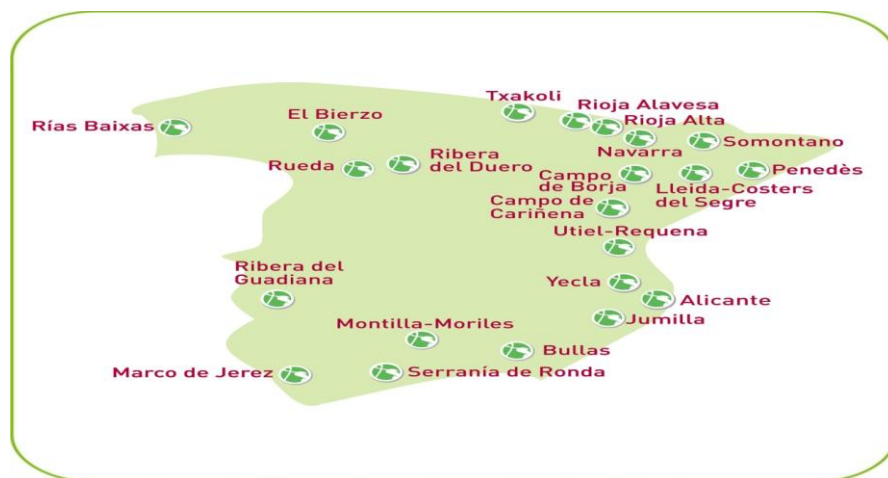 Txakoli
Rioja Alavesa
Rioja Alta
El Bierzo
Rías Baixas
Navarra
Somontano
Rueda
Ribera
del Duero
Campo
de Borja
Lleida-Costers
del Segre
Penedès
Campo de
Cariñena
Utiel-Requena
Ribera del
Guadiana
Yecla
Alicante
Jumilla
Montilla-Moriles
Bullas
Marco de Jerez
Serranía de Ronda